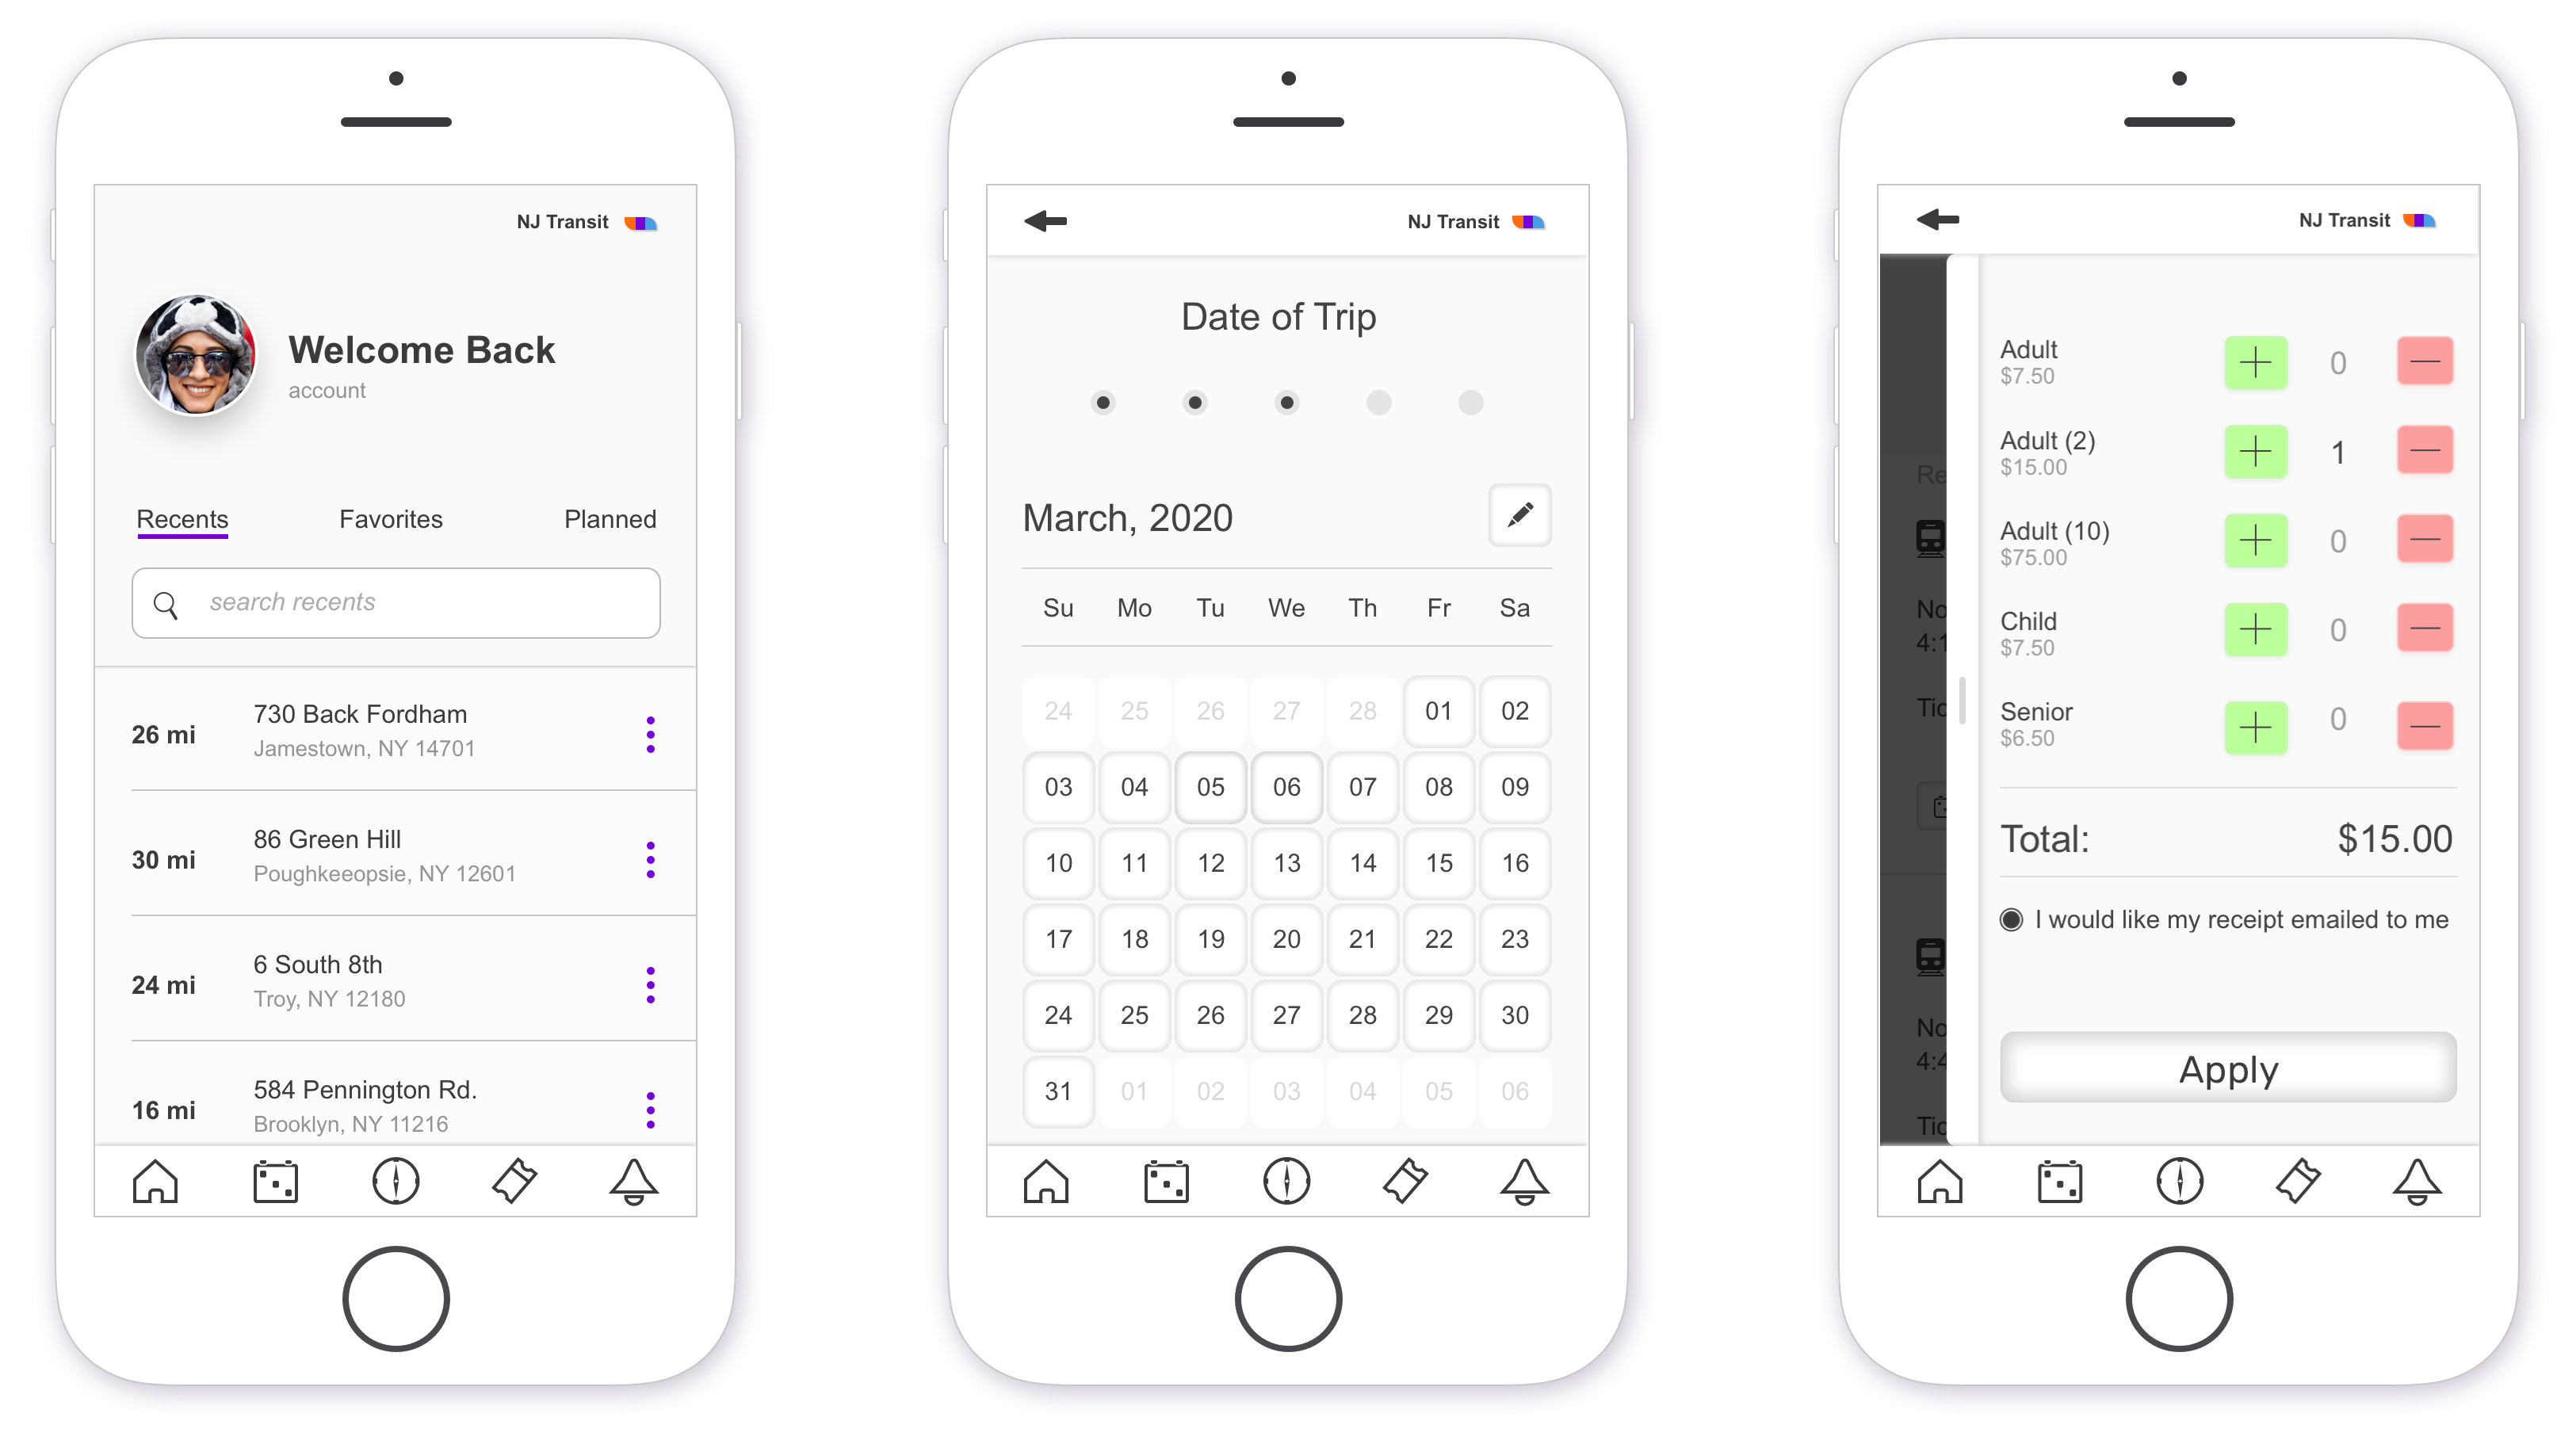 NJ Transit
Welcome Back
account
Recents Favorites Planned
search recents
26 mi
730 Back Fordham
Jamestown, NY 14701
30 mi
86 Green Hill
Poughkeeopsie, NY 12601
24 mi
6 South 8th
Troy, NY 12180
16 mi
584 Pennington Rd.
Brooklyn, NY 11216
NJ Transit
Date of Trip
March, 2020
Su Mo Tu We Th Fr Sa
24 25 26 27 28 01 02
03 04 05 06 07 08 09
10 11 12 13 14 15 16
17 18 19 20 21 22 23
24 25 26 27 28 29 30
31 01 02 03 04 05 06
NJ Transit
Re
No
4:1
Tic
No
4:4
Tic
Adult
$7.50
0
Adult (2)
$15.00
1
Adult (10)
$75.00
0
Child
$7.50
0
Senior
$6.50
0
Total: $15.00
I would like my receipt emailed to me
Apply